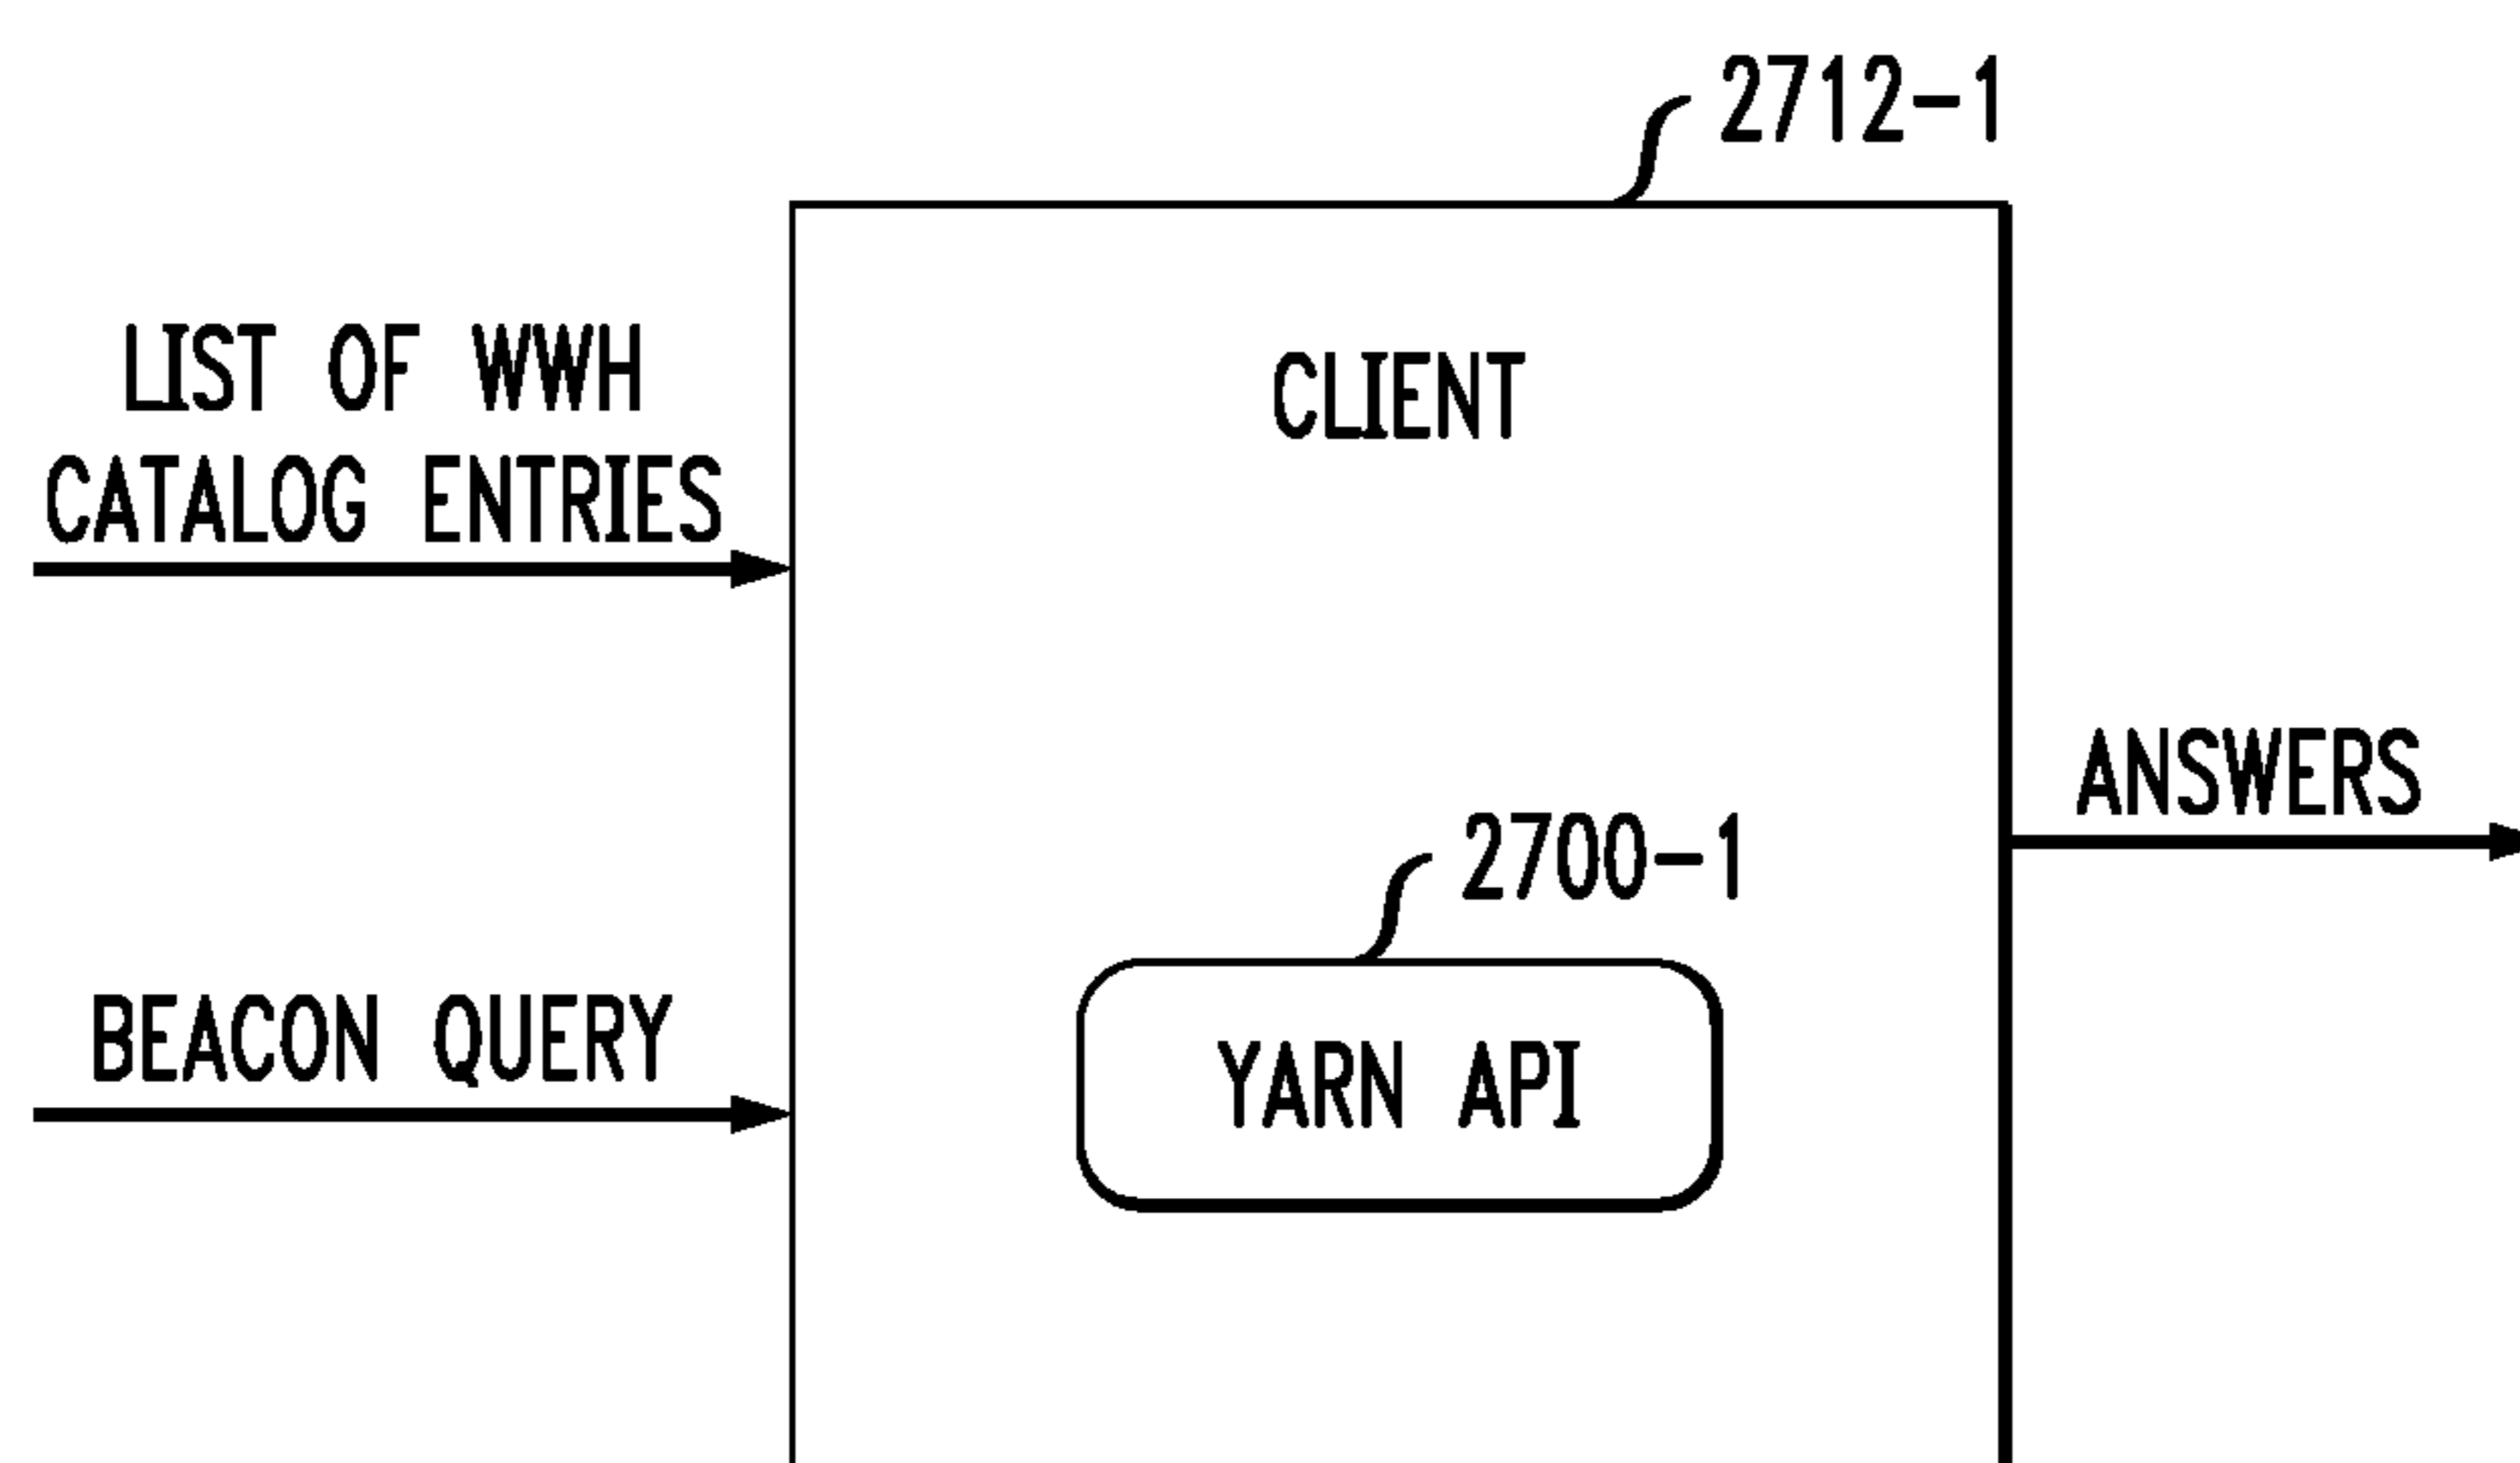 2712-1
LIST OF WWH
CATALOG ENTRIES
CLIENT
ANSWERS
2700-1
BEACON QUERY
YARN API